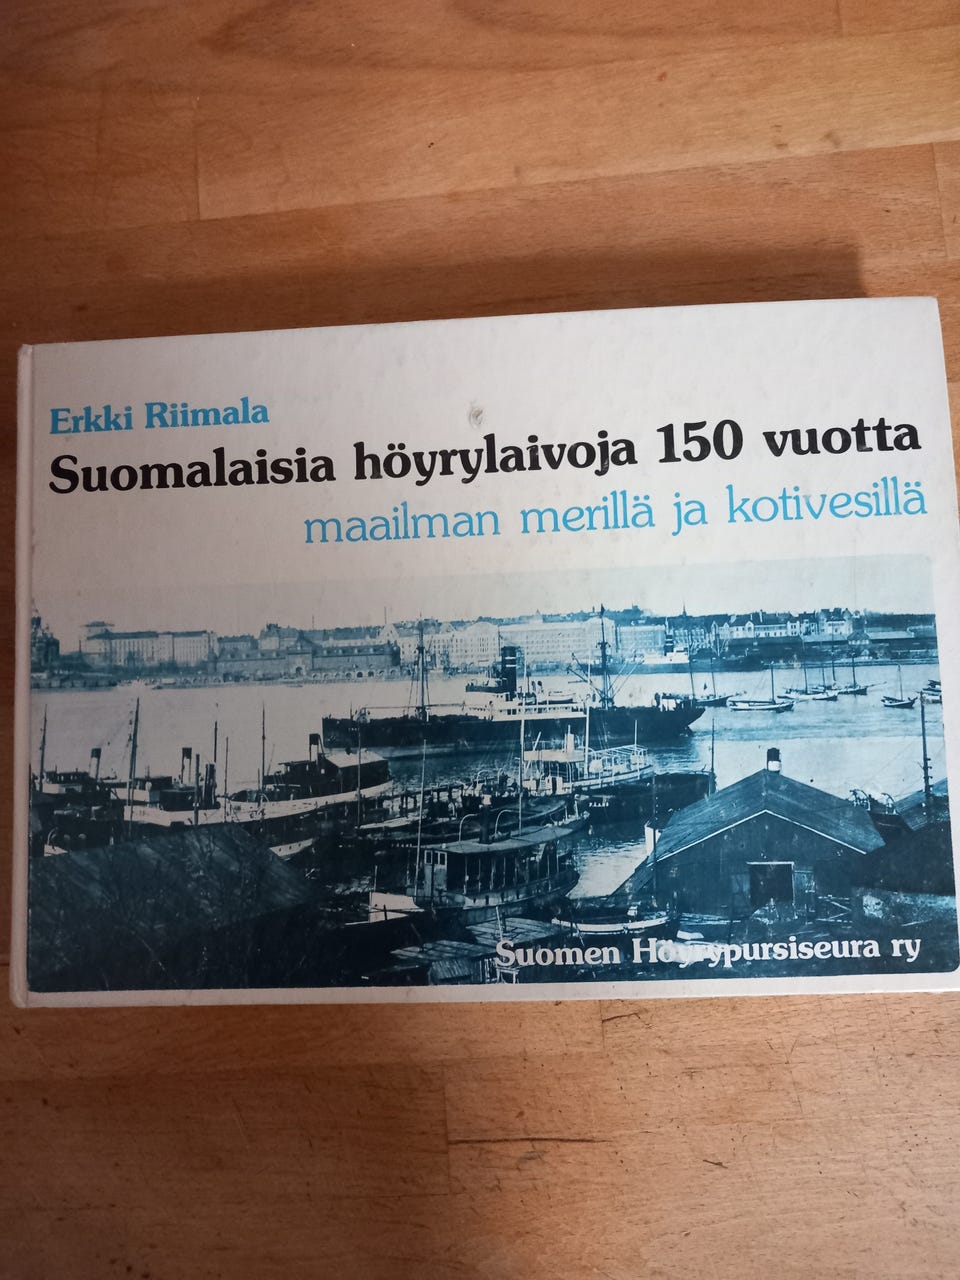 Erkki Riimala
Suomalaisia höyrylaivoja 150 vuotta
maailman merillä ja kotivesillä
Suomen Höyrypursiseura ry